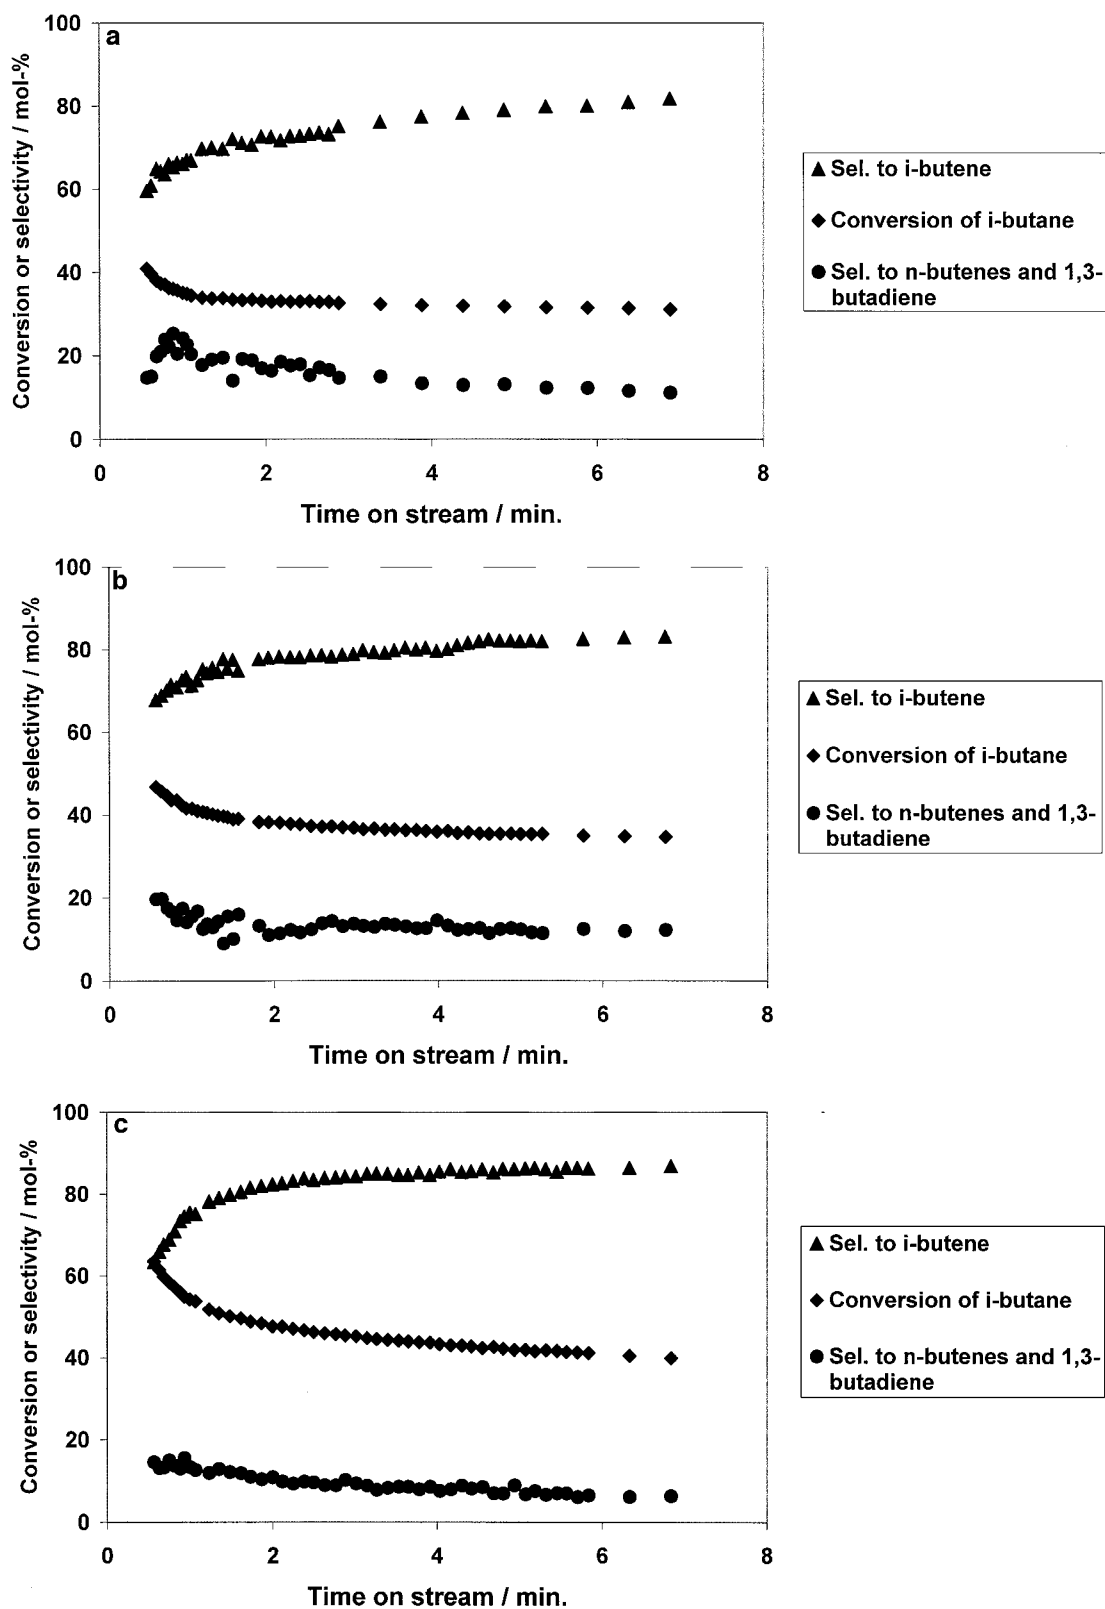 a
100
80
60
40
20
0
0 2 4 6 8
Conversion or selectivity / mol-%
Time on stream / min.
Sel. to i-butene
Conversion of i-butane
Sel. to n-butenes and 1,3-
butadiene
b
100
80
60
40
20
0
0 2 4 6 8
Conversion or selectivity / mol-%
Time on stream / min.
Sel. to i-butene
Conversion of i-butane
Sel. to n-butenes and 1,3-
butadiene
c
100
80
60
40
20
0
0 2 4 6 8
Conversion or selectivity / mol-%
Time on stream / min.
Sel. to i-butene
Conversion of i-butane
Sel. to n-butenes and 1,3-
butadiene